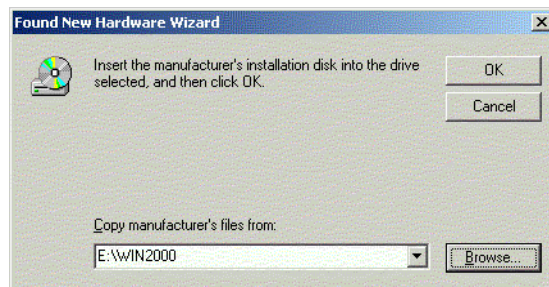 Found New Hardware Wizard
Insert the manufacturer's installation disk into the drive
selected, and then click OK.
OK
Cancel
Copy manufacturer's files from:
E:\WIN2000
Browse...